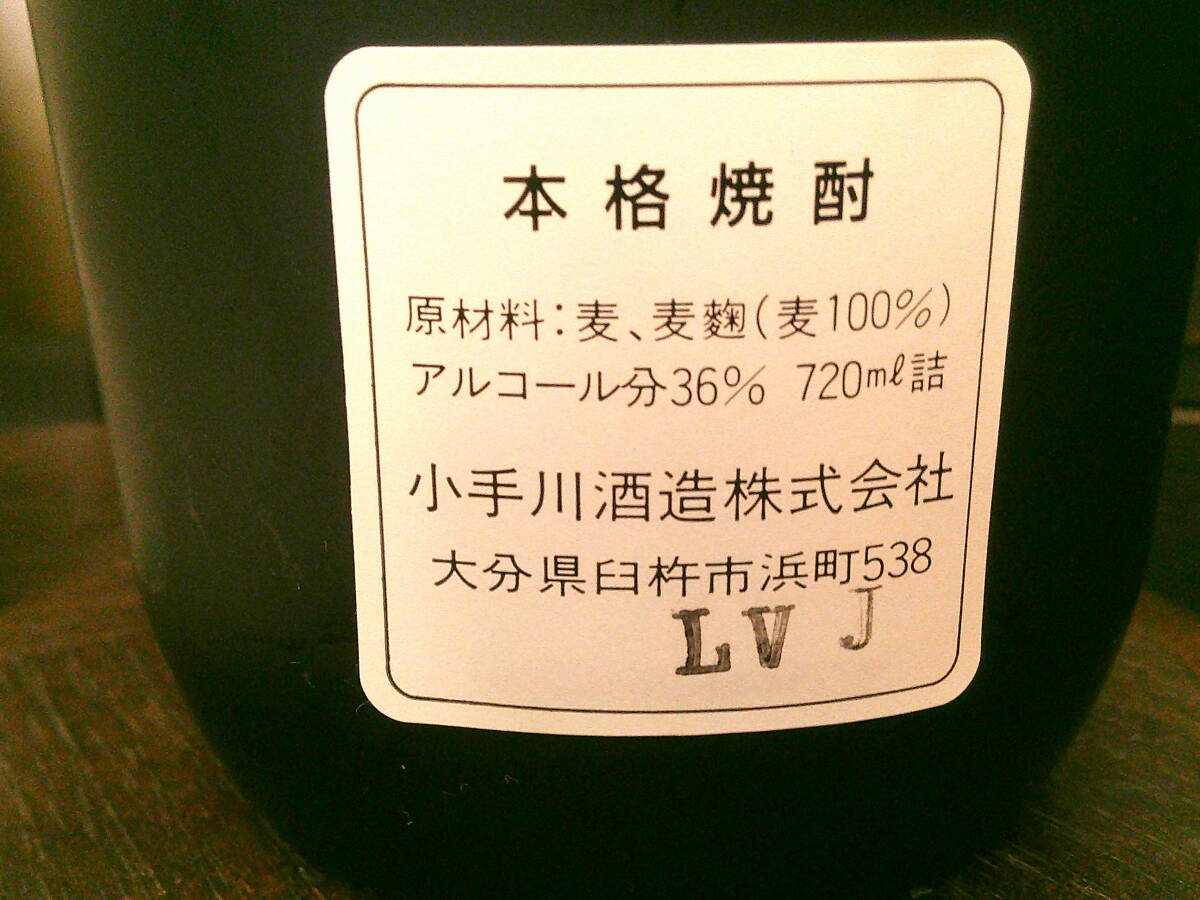 本格焼酎
原材料:麦、麦麴(麦100%)
アルコール分36% 720mℓ詰
小手川酒造株式会社
大分県臼杵市浜町538
LV J